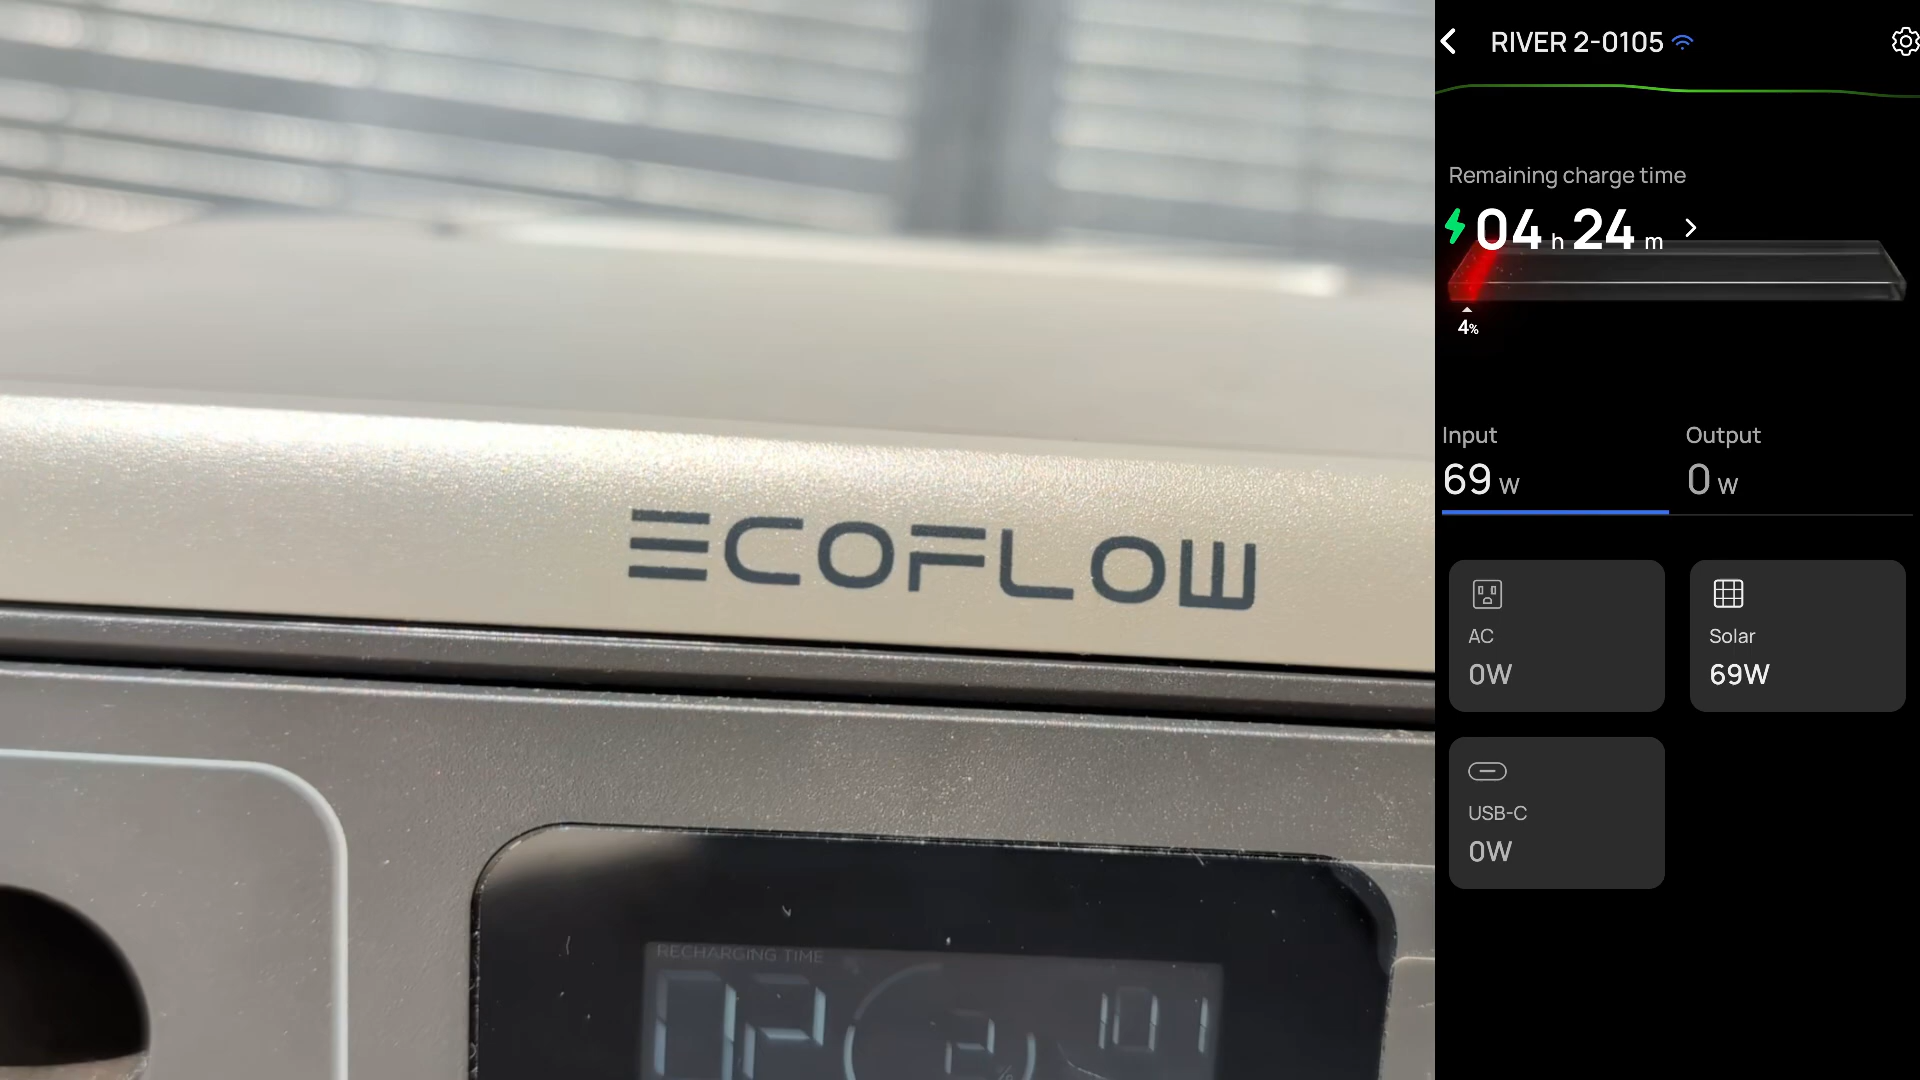 ECOFLOW
RECHARGING TIME
RIVER 2-0105
Remaining charge time
04 h 24 m
4%
Input
69 W
Output
0 W
AC
0W
Solar
69W
USB-C
0W